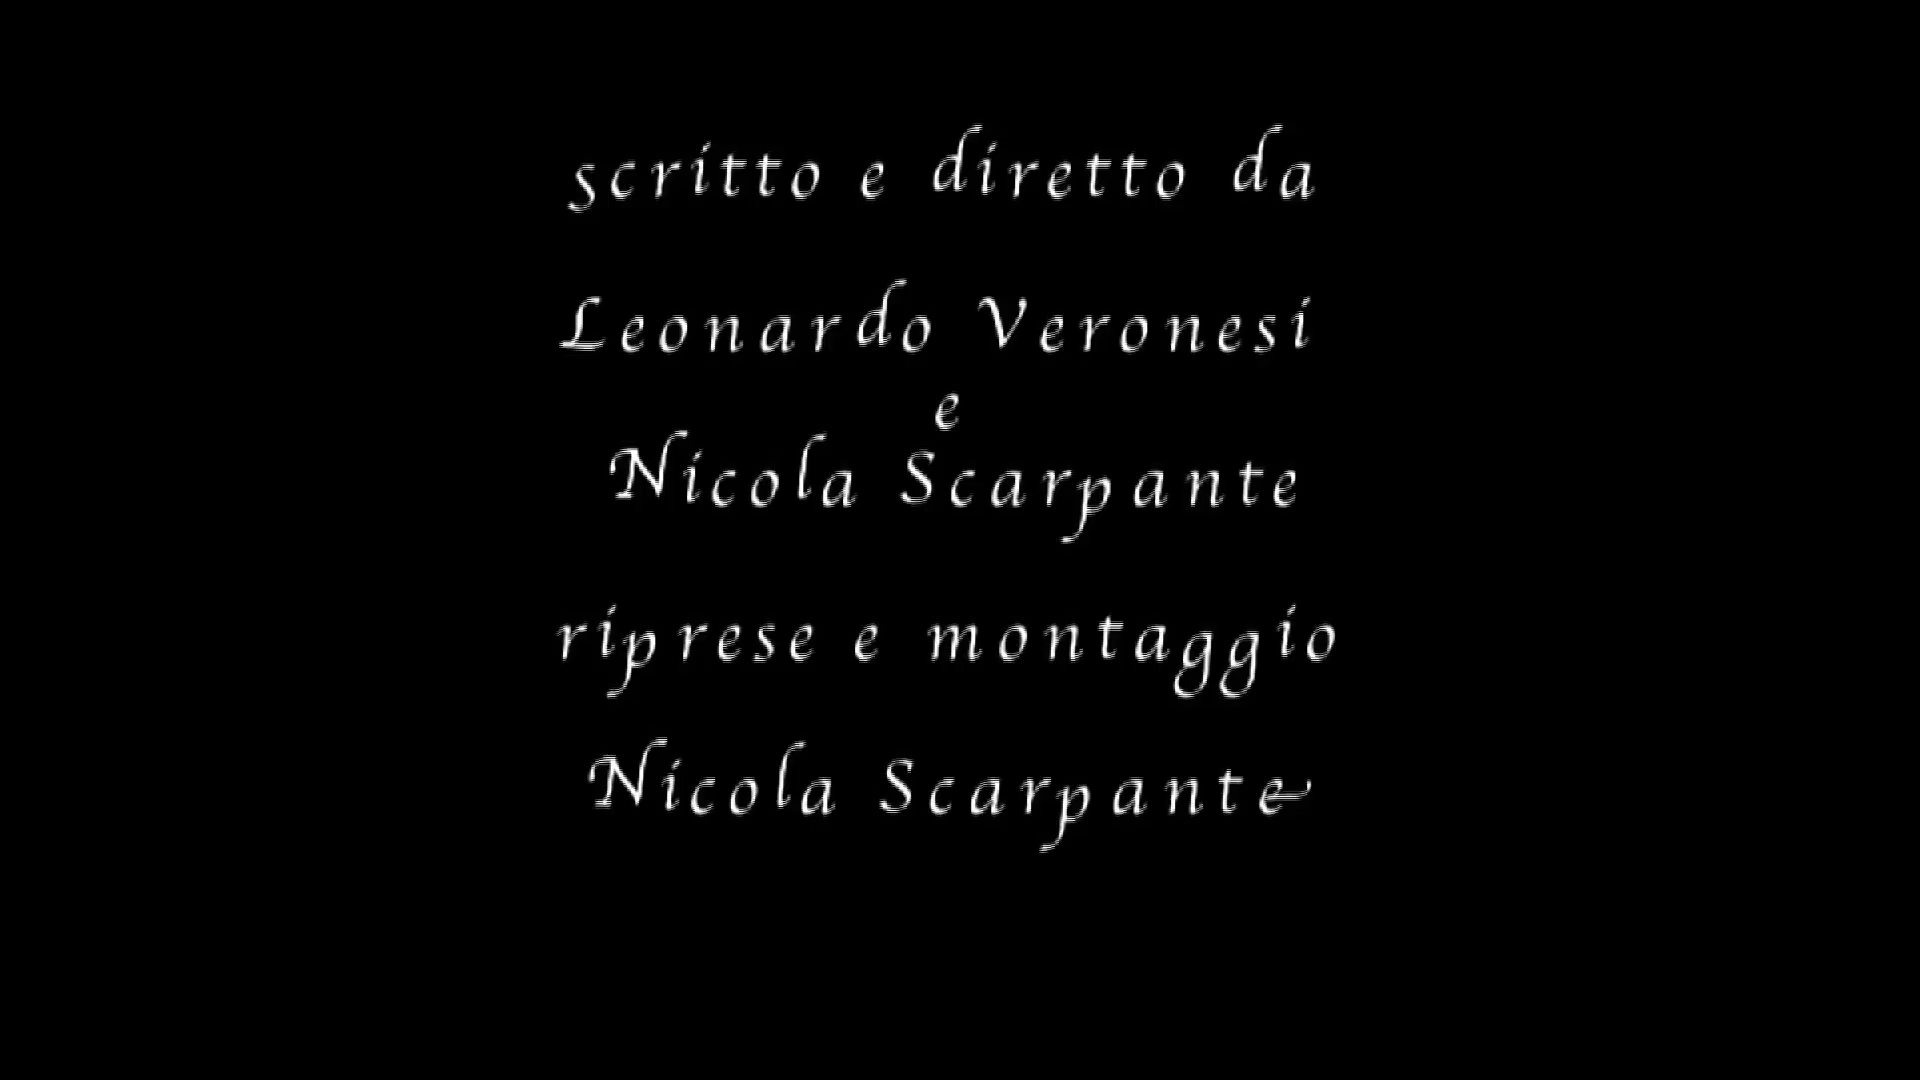 scritto e diretto da
Leonardo Veronesi
e
Nicola Scarpante
riprese e montaggio
Nicola Scarpante